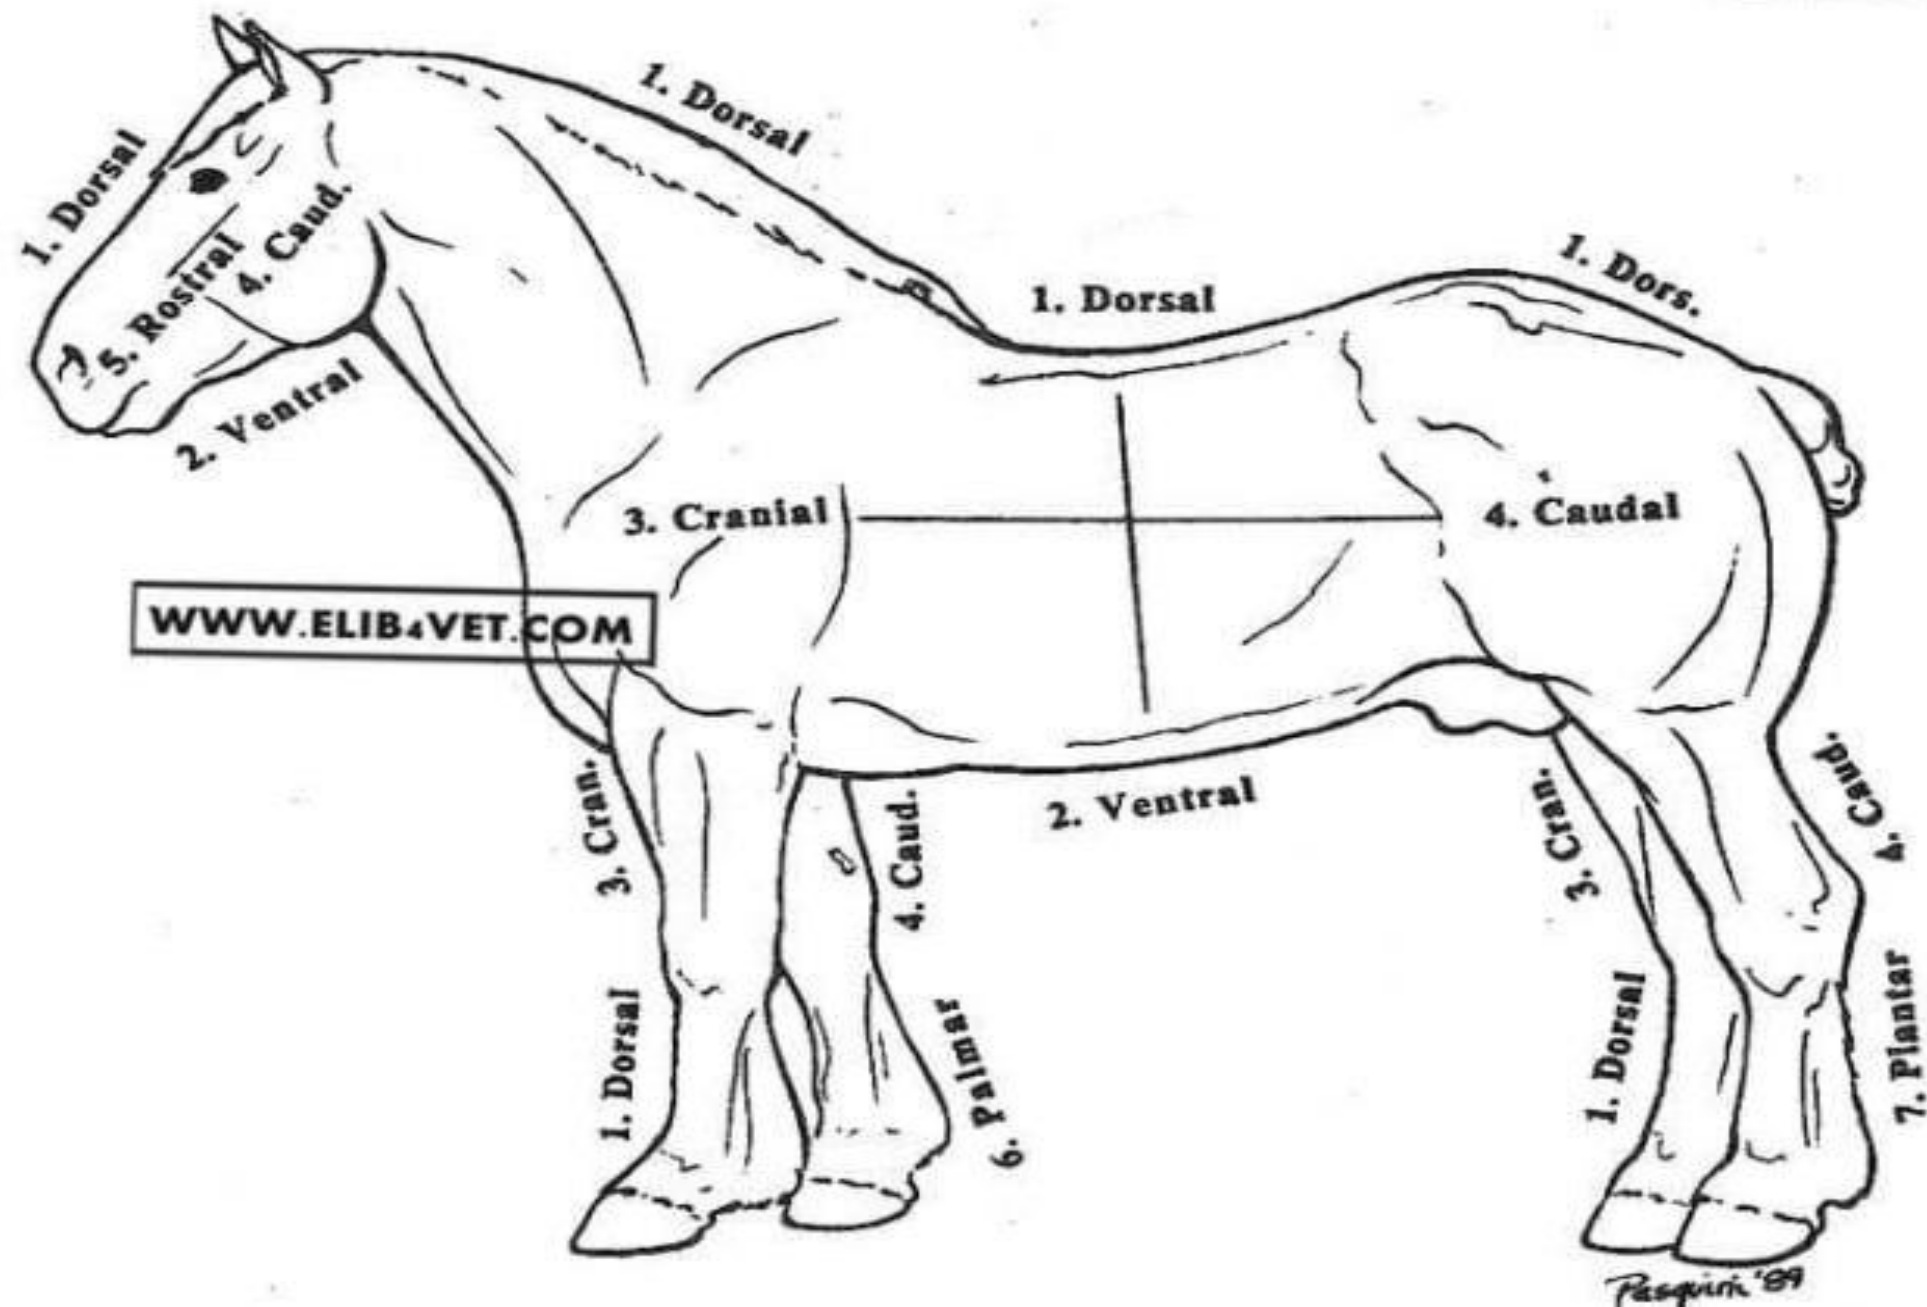 1. Dorsal
1. Dorsal
5. Rostral
4. Caud.
2. Ventral
1. Dorsal
1. Dors.
3. Cranial
4. Caudal
WWW.ELIB4VET.COM
3. Cran.
4. Caud.
2. Ventral
3. Cran.
4. Caud.
1. Dorsal
6. Palmar
1. Dorsal
7. Plantar
Pasquini '89